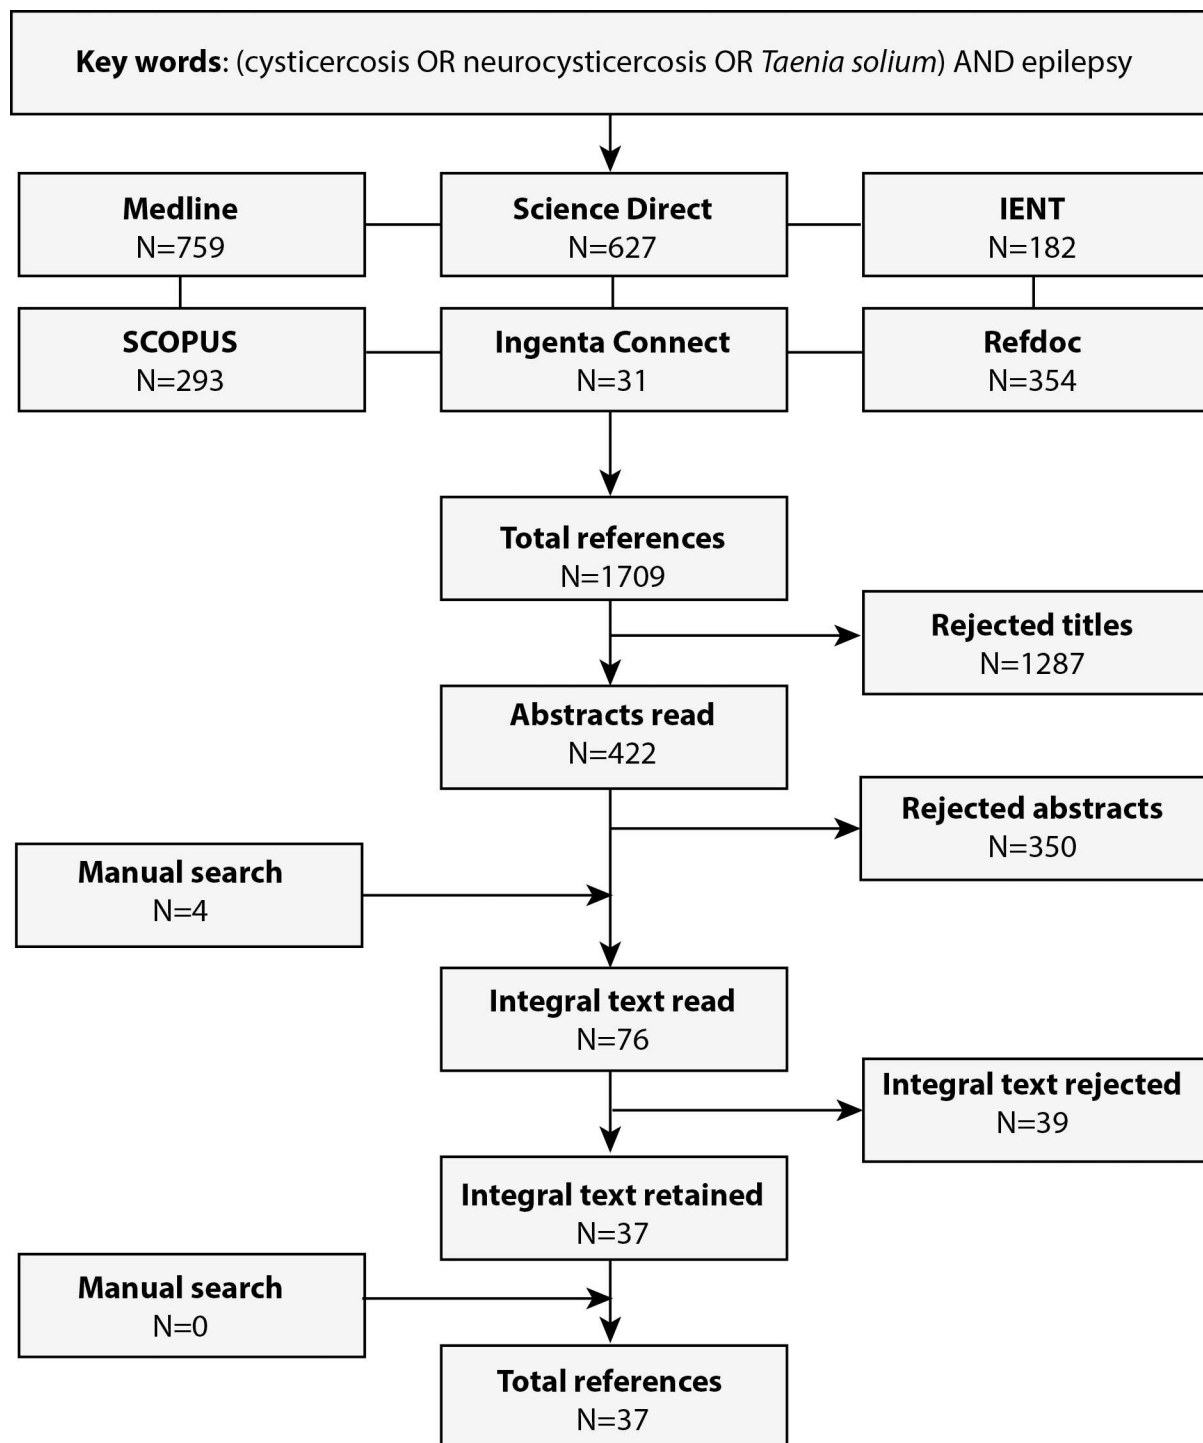 Key words: (cysticercosis OR neurocysticercosis OR Taenia solium) AND epilepsy
Medline
N=759
Science Direct
N=627
IENT
N=182
SCOPUS
N=293
Ingenta Connect
N=31
Refdoc
N=354
Total references
N=1709
Rejected titles
N=1287
Abstracts read
N=422
Rejected abstracts
N=350
Manual search
N=4
Integral text read
N=76
Integral text rejected
N=39
Integral text retained
N=37
Manual search
N=0
Total references
N=37